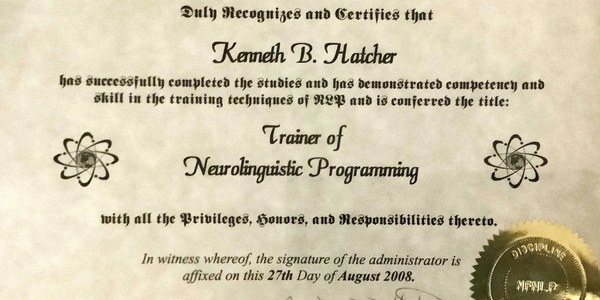 Duly Recognizes and Certifies that
Kenneth B. Hatcher
has successfully completed the studies and has demonstrated competency and
skill in the training techniques of NLP and is conferred the title:
Trainer of
Neurolinguistic Programming
with all the Privileges, Honors, and Responsibilities thereto.
In witness whereof, the signature of the administrator is
affixed on this 27th Day of August 2008.
DISCIPLINE